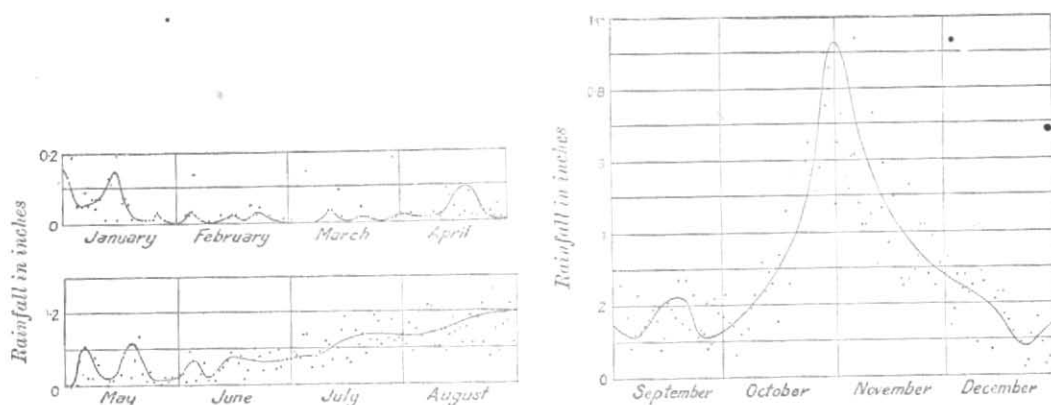 0·2
Rainfall in inches
0
January February March April
·2
Rainfall in inches
0
May June July August
0·8
Rainfall in inches
·2
0
September October November December